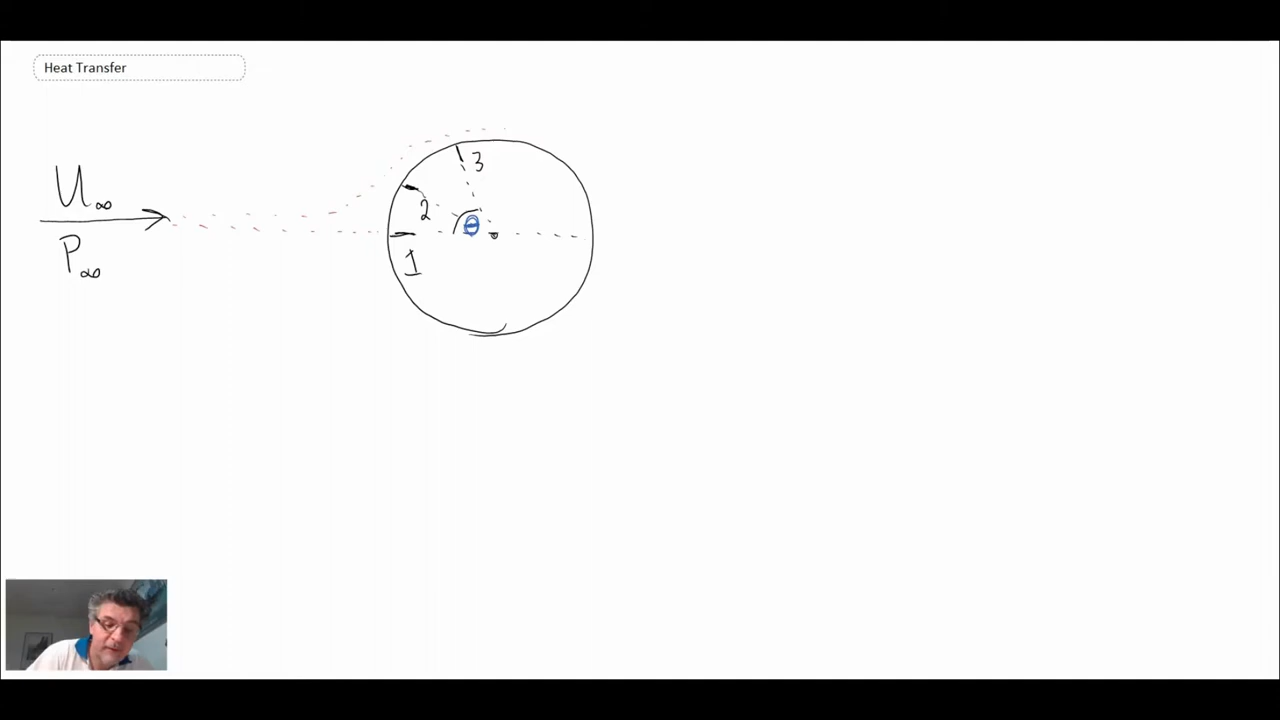 Heat Transfer
U∞
P∞
3
2
θ
1